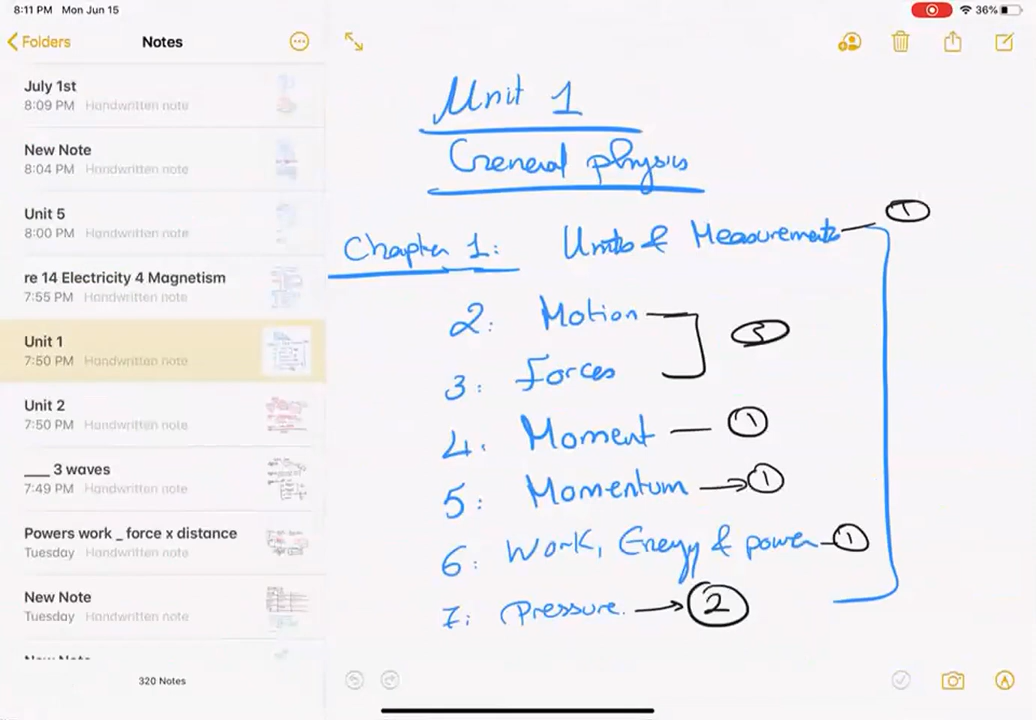 8:11 PM Mon Jun 15
36%
Folders
Notes
July 1st
8:09 PM Handwritten note
New Note
8:04 PM Handwritten note
Unit 5
8:00 PM Handwritten note
re 14 Electricity 4 Magnetism
7:55 PM Handwritten note
Unit 1
7:50 PM Handwritten note
Unit 2
7:50 PM Handwritten note
___ 3 waves
7:49 PM Handwritten note
Powers work _ force x distance
Tuesday Handwritten note
New Note
Tuesday Handwritten note
320 Notes
Unit 1
General physics
Chapter 1: Units & Measurements 1
2: Motion
3: Forces
4. Moment 1
5: Momentum → 1
6: Work, Energy & power 1
7: Pressure. → 2